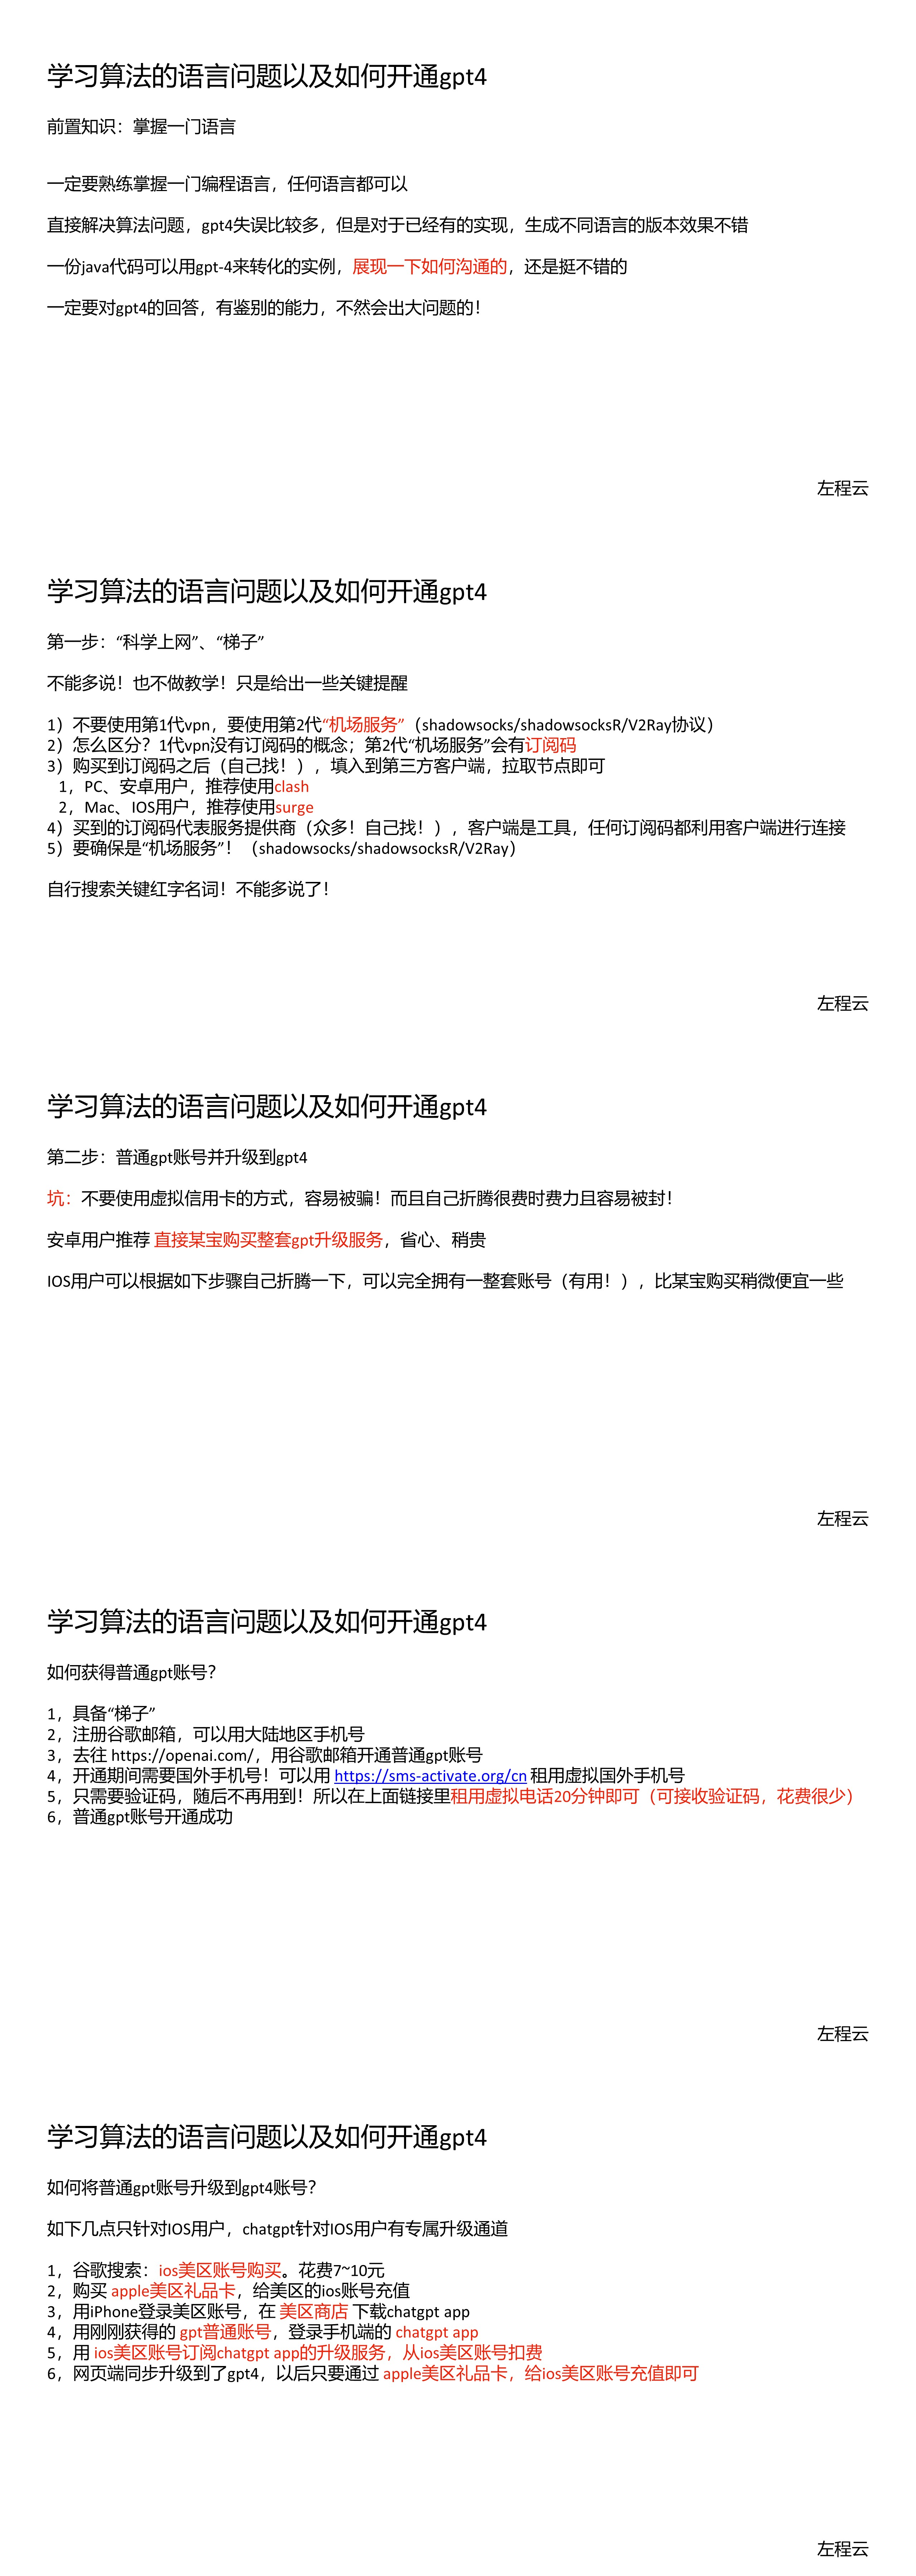 学习算法的语言问题以及如何开通gpt4
前置知识：掌握一门语言
一定要熟练掌握一门编程语言，任何语言都可以
直接解决算法问题，gpt4失误比较多，但是对于已经有的实现，生成不同语言的版本效果不错
一份java代码可以用gpt-4来转化的实例，展现一下如何沟通的，还是挺不错的
一定要对gpt4的回答，有鉴别的能力，不然会出大问题的！
左程云
学习算法的语言问题以及如何开通gpt4
第一步：“科学上网”、“梯子”
不能多说！也不做教学！只是给出一些关键提醒
1）不要使用第1代vpn，要使用第2代“机场服务”（shadowsocks/shadowsocksR/V2Ray协议）
2）怎么区分？1代vpn没有订阅码的概念；第2代“机场服务”会有订阅码
3）购买到订阅码之后（自己找！），填入到第三方客户端，拉取节点即可
1，PC、安卓用户，推荐使用clash
2，Mac、IOS用户，推荐使用surge
4）买到的订阅码代表服务提供商（众多！自己找！），客户端是工具，任何订阅码都利用客户端进行连接
5）要确保是“机场服务”！（shadowsocks/shadowsocksR/V2Ray）
自行搜索关键红字名词！不能多说了！
左程云
学习算法的语言问题以及如何开通gpt4
第二步：普通gpt账号并升级到gpt4
坑：不要使用虚拟信用卡的方式，容易被骗！而且自己折腾很费时费力且容易被封！
安卓用户推荐 直接某宝购买整套gpt升级服务，省心、稍贵
IOS用户可以根据如下步骤自己折腾一下，可以完全拥有一整套账号（有用！），比某宝购买稍微便宜一些
左程云
学习算法的语言问题以及如何开通gpt4
如何获得普通gpt账号？
1，具备“梯子”
2，注册谷歌邮箱，可以用大陆地区手机号
3，去往 https://openai.com/，用谷歌邮箱开通普通gpt账号
4，开通期间需要国外手机号！可以用 https://sms-activate.org/cn 租用虚拟国外手机号
5，只需要验证码，随后不再用到！所以在上面链接里租用虚拟电话20分钟即可（可接收验证码，花费很少）
6，普通gpt账号开通成功
左程云
学习算法的语言问题以及如何开通gpt4
如何将普通gpt账号升级到gpt4账号？
如下几点只针对IOS用户，chatgpt针对IOS用户有专属升级通道
1，谷歌搜索：ios美区账号购买。花费7~10元
2，购买 apple美区礼品卡，给美区的ios账号充值
3，用iPhone登录美区账号，在 美区商店 下载chatgpt app
4，用刚刚获得的 gpt普通账号，登录手机端的 chatgpt app
5，用 ios美区账号订阅chatgpt app的升级服务，从ios美区账号扣费
6，网页端同步升级到了gpt4，以后只要通过 apple美区礼品卡，给ios美区账号充值即可
左程云